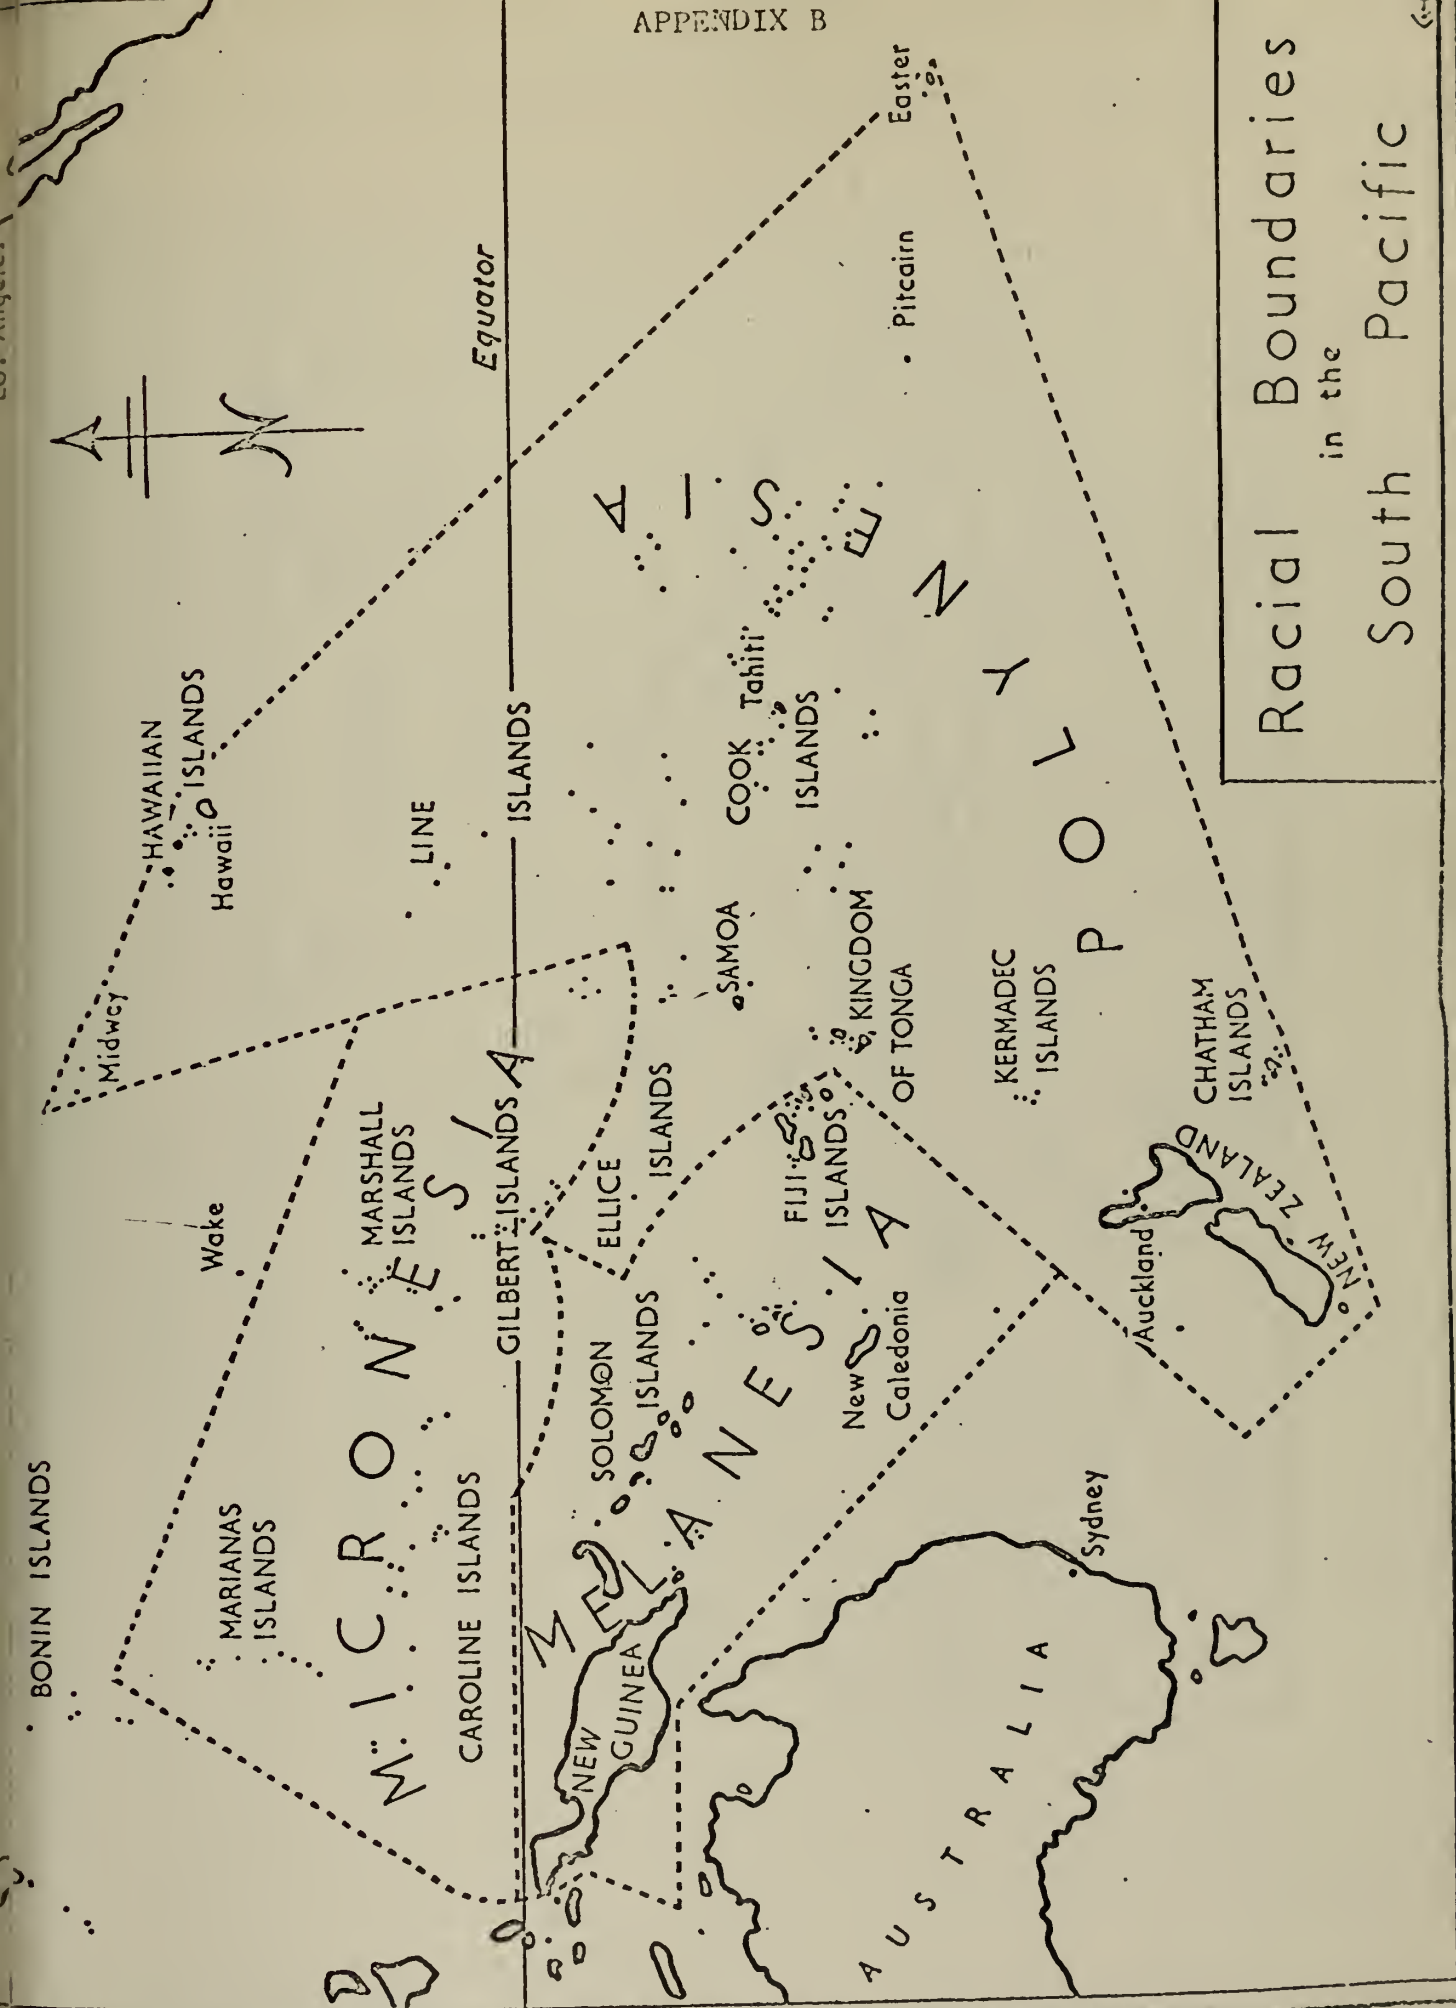 APPENDIX B
BONIN ISLANDS
HAWAIIAN
ISLANDS
Hawaii
Midway
Wake
MARIANAS
ISLANDS
MARSHALL
ISLANDS
MICRONESIA
CAROLINE ISLANDS
GILBERT ISLANDS
LINE
ISLANDS
Equator
N
NEW
GUINEA
MELANESIA
SOLOMON
ISLANDS
ELLICE
ISLANDS
SAMOA
COOK
ISLANDS
Tahiti
FIJI
ISLANDS
KINGDOM
OF TONGA
New
Caledonia
Pitcairn
Easter
POLYNESIA
KERMADEC
ISLANDS
CHATHAM
ISLANDS
Auckland
NEW ZEALAND
Sydney
AUSTRALIA
Racial Boundaries
in the
South Pacific